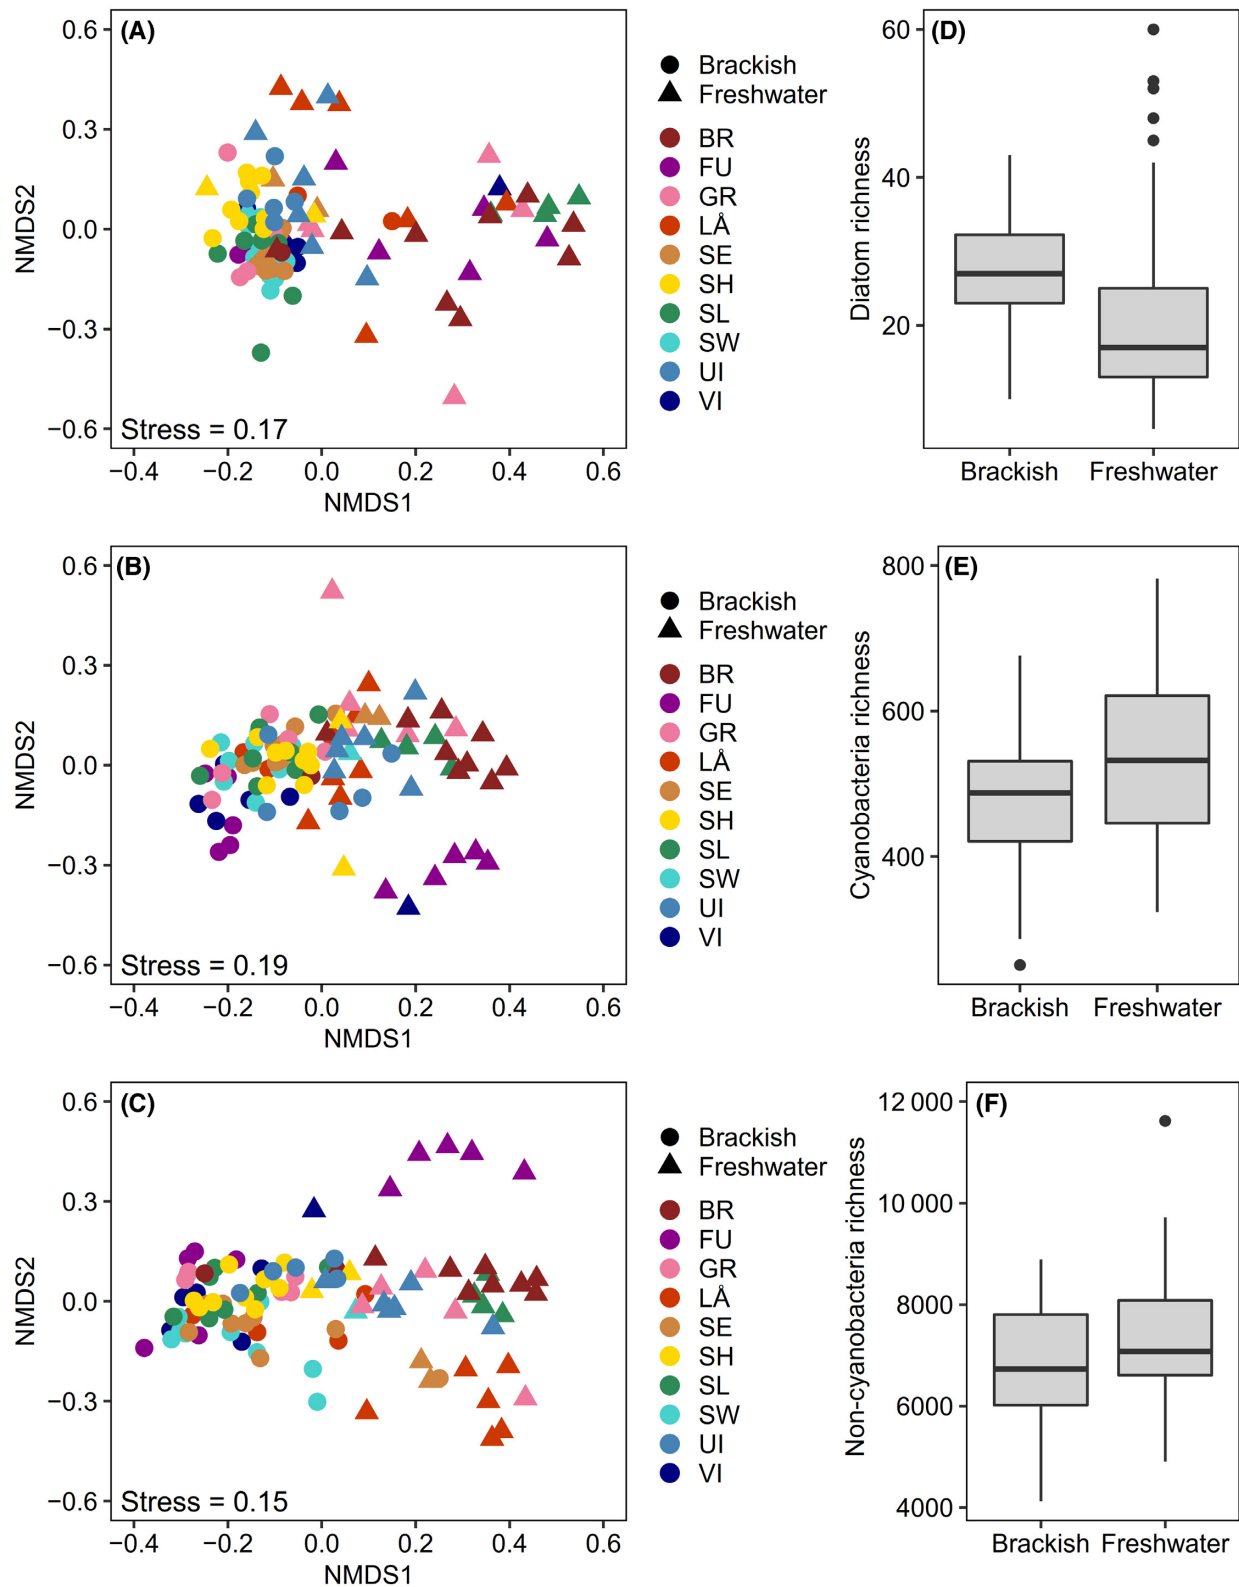 (A)
0.6
0.3
0.0
−0.3
−0.6
NMDS2
Stress = 0.17
−0.4 −0.2 0.0 0.2 0.4 0.6
NMDS1
Brackish
Freshwater
BR
FU
GR
LÅ
SE
SH
SL
SW
UI
VI
(D)
60
40
20
Diatom richness
Brackish Freshwater
(B)
0.6
0.3
0.0
−0.3
−0.6
NMDS2
Stress = 0.19
−0.4 −0.2 0.0 0.2 0.4 0.6
NMDS1
Brackish
Freshwater
BR
FU
GR
LÅ
SE
SH
SL
SW
UI
VI
(E)
800
600
400
Cyanobacteria richness
Brackish Freshwater
(C)
0.6
0.3
0.0
−0.3
−0.6
NMDS2
Stress = 0.15
−0.4 −0.2 0.0 0.2 0.4 0.6
NMDS1
Brackish
Freshwater
BR
FU
GR
LÅ
SE
SH
SL
SW
UI
VI
(F)
12 000
10 000
8000
6000
4000
Non-cyanobacteria richness
Brackish Freshwater